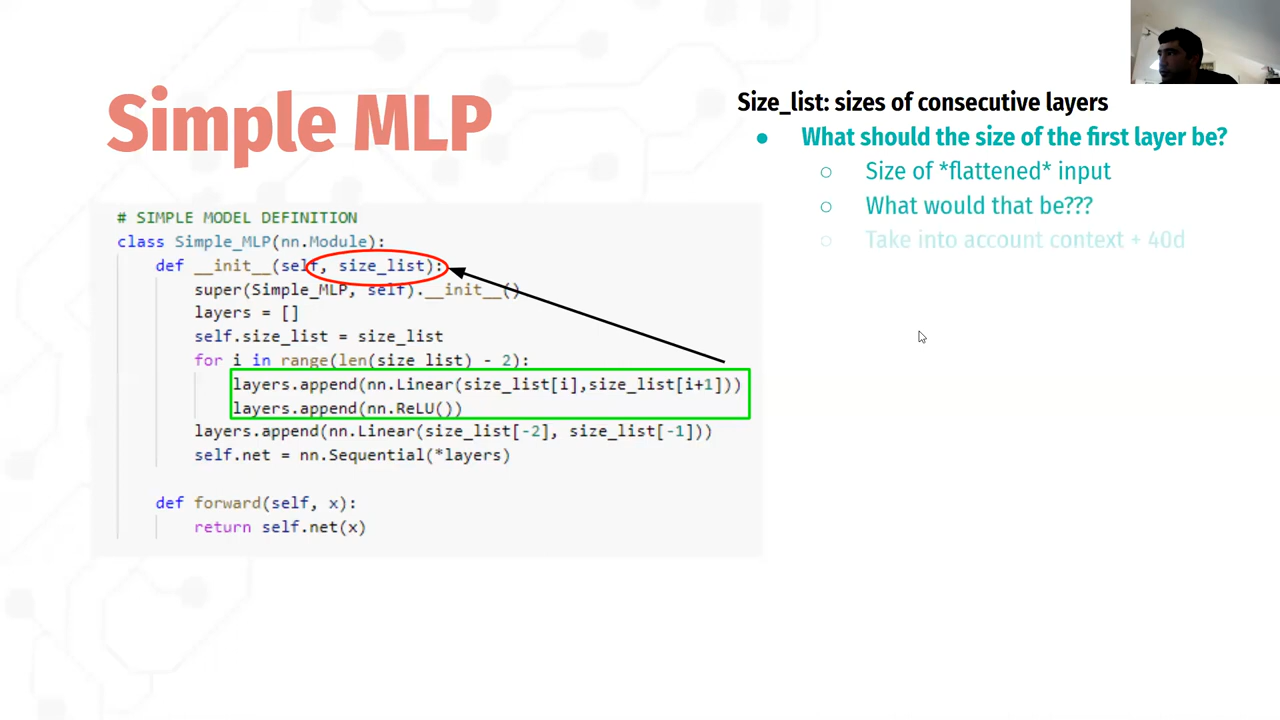 Simple MLP
# SIMPLE MODEL DEFINITION
class Simple_MLP(nn.Module):
def __init__(self, size_list):
super(Simple_MLP, self).__init__()
layers = []
self.size_list = size_list
for i in range(len(size_list) - 2):
layers.append(nn.Linear(size_list[i],size_list[i+1]))
layers.append(nn.ReLU())
layers.append(nn.Linear(size_list[-2], size_list[-1]))
self.net = nn.Sequential(*layers)
def forward(self, x):
return self.net(x)
Size_list: sizes of consecutive layers
● What should the size of the first layer be?
○ Size of *flattened* input
○ What would that be???
○ Take into account context + 40d